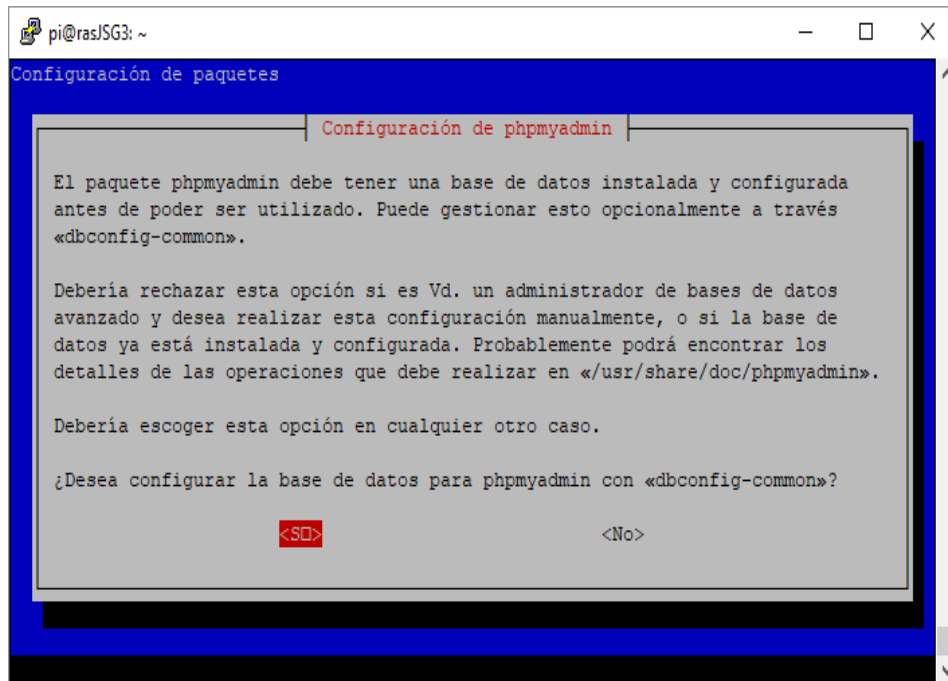 pi@rasJSG3: ~
Configuración de paquetes
Configuración de phpmyadmin
El paquete phpmyadmin debe tener una base de datos instalada y configurada
antes de poder ser utilizado. Puede gestionar esto opcionalmente a través
«dbconfig-common».
Debería rechazar esta opción si es Vd. un administrador de bases de datos
avanzado y desea realizar esta configuración manualmente, o si la base de
datos ya está instalada y configurada. Probablemente podrá encontrar los
detalles de las operaciones que debe realizar en «/usr/share/doc/phpmyadmin».
Debería escoger esta opción en cualquier otro caso.
¿Desea configurar la base de datos para phpmyadmin con «dbconfig-common»?
<S□> <No>